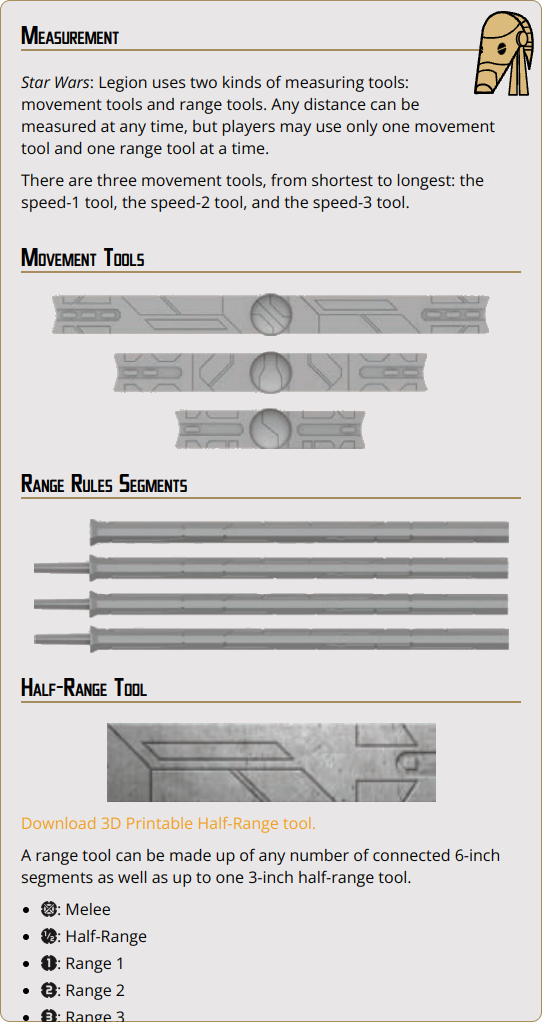 Measurement
Star Wars: Legion uses two kinds of measuring tools:
movement tools and range tools. Any distance can be
measured at any time, but players may use only one movement
tool and one range tool at a time.
There are three movement tools, from shortest to longest: the
speed-1 tool, the speed-2 tool, and the speed-3 tool.
Movement Tools
Range Rules Segments
Half-Range Tool
Download 3D Printable Half-Range tool.
A range tool can be made up of any number of connected 6-inch
segments as well as up to one 3-inch half-range tool.
: Melee
½: Half-Range
1: Range 1
2: Range 2
3: Range 3